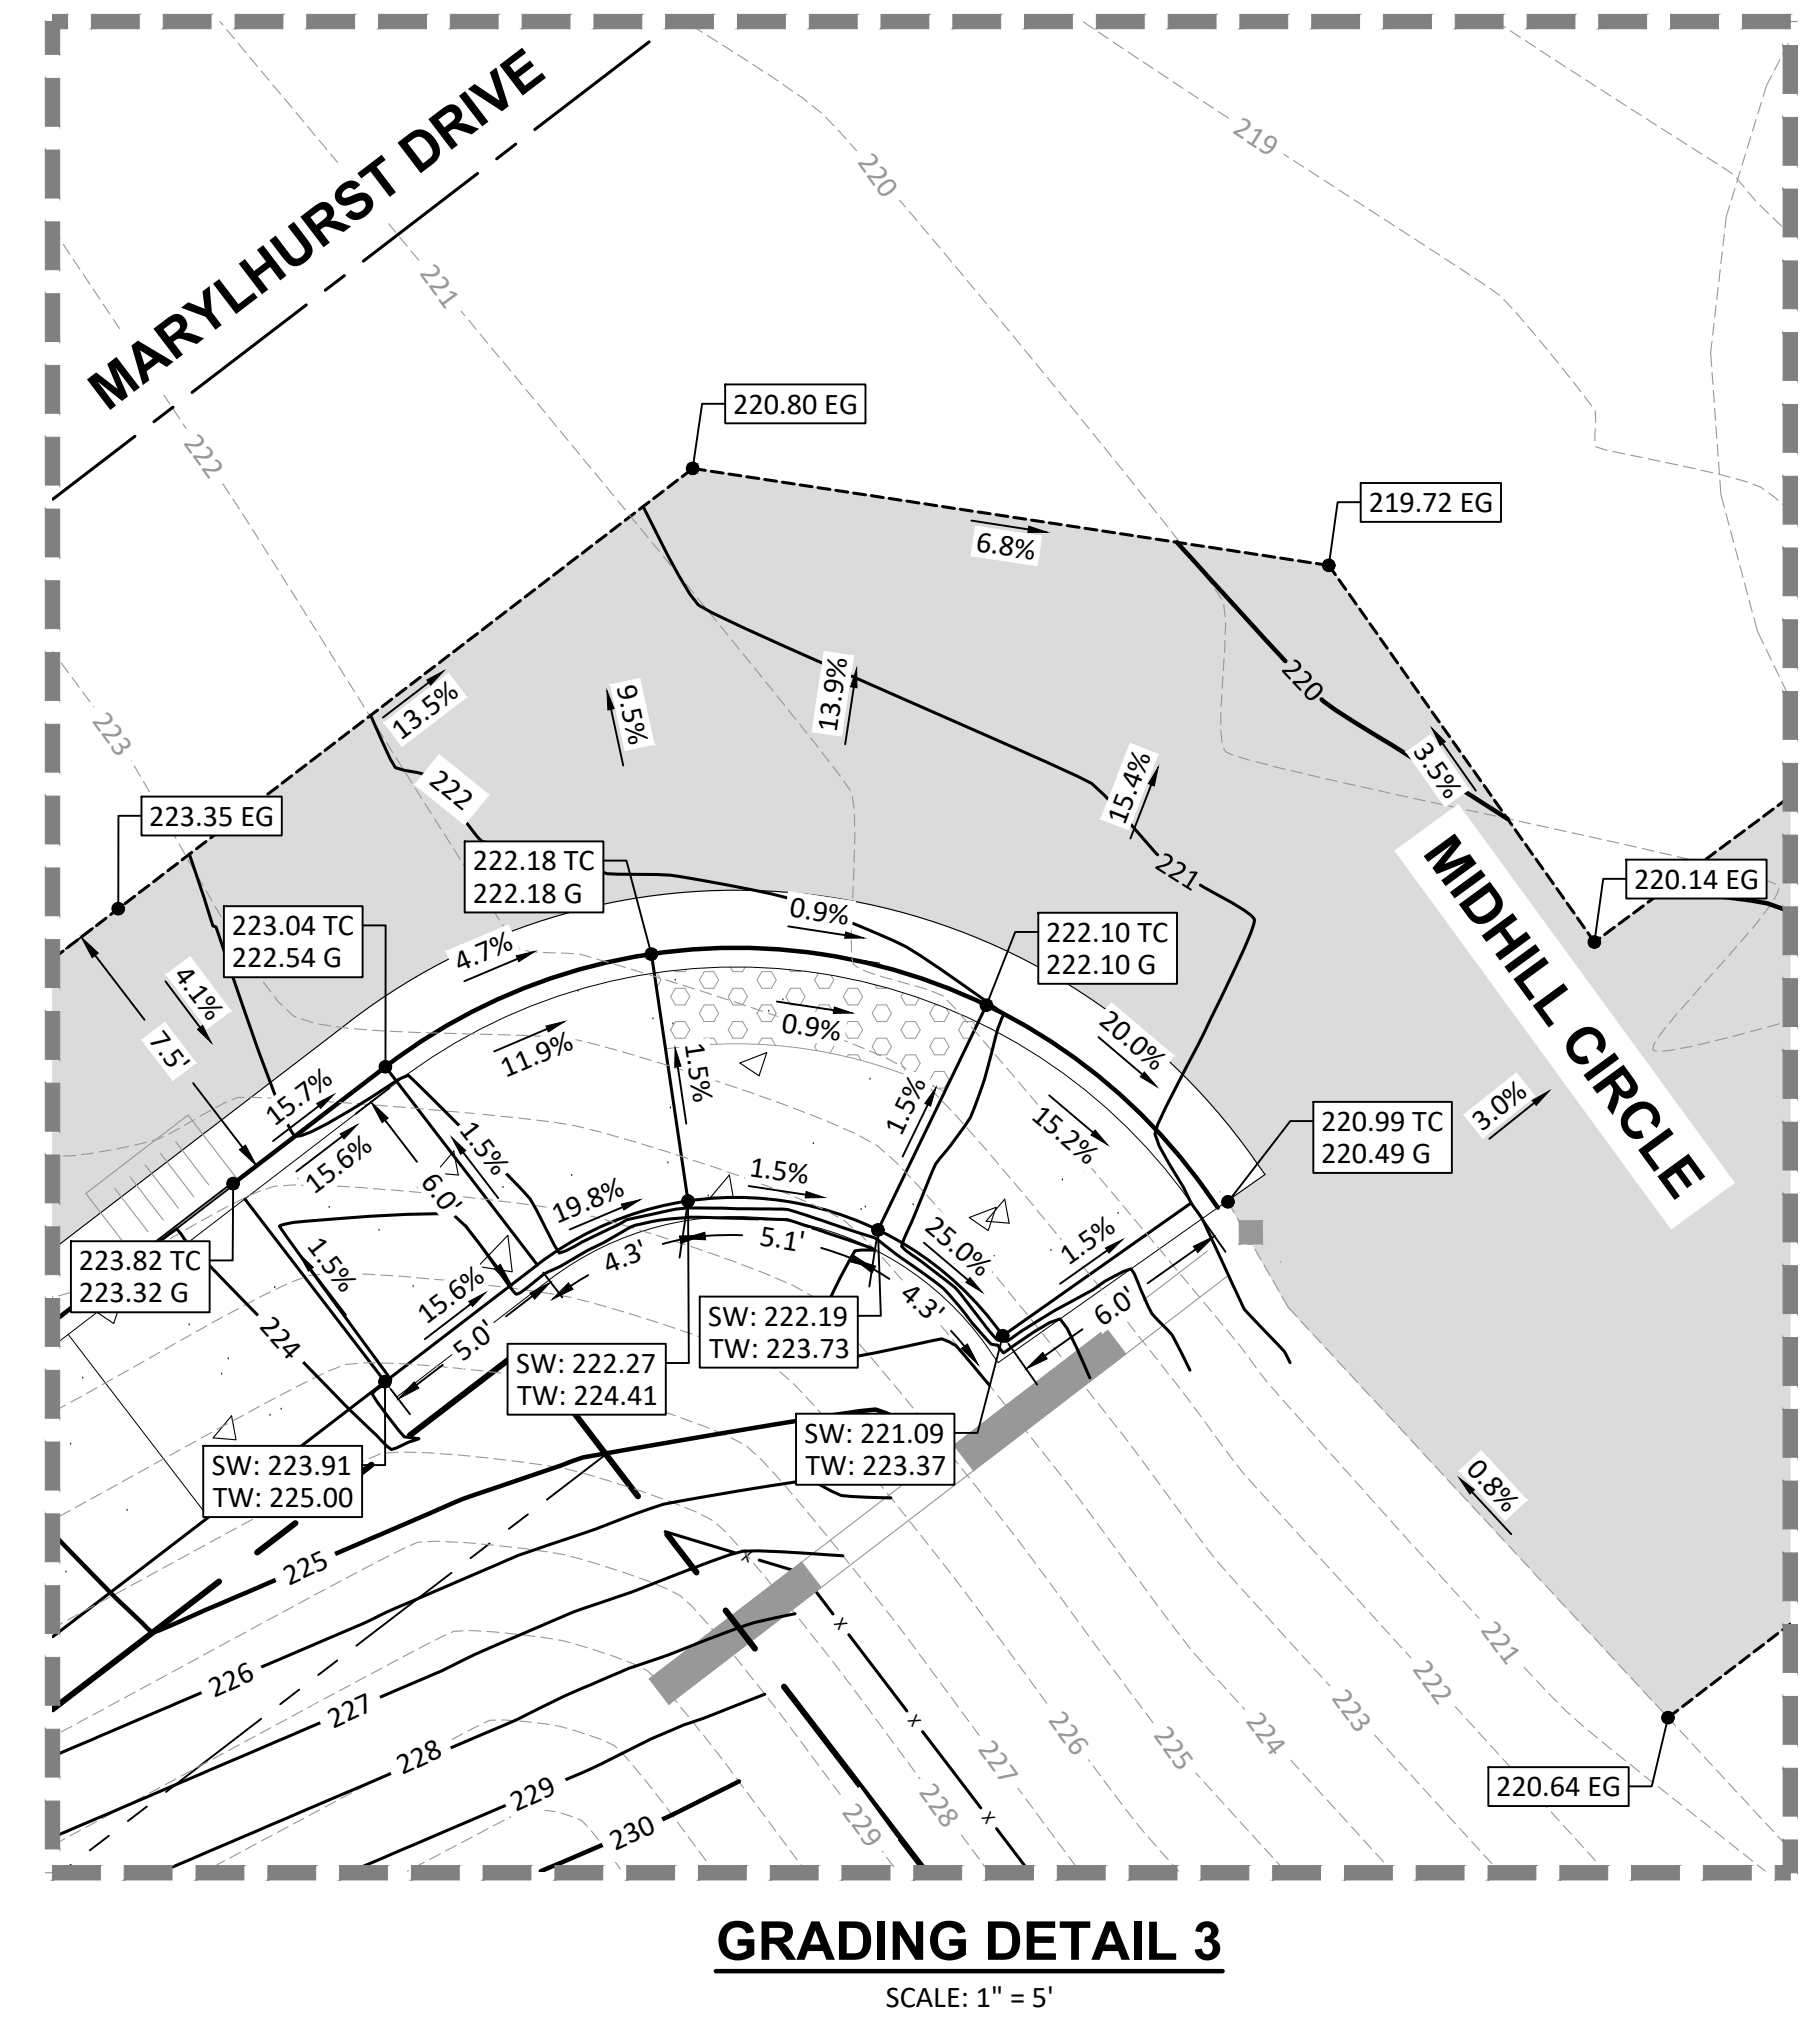 MARYLHURST DRIVE
219
220
221
222
223
220.80 EG
219.72 EG
6.8%
13.5%
9.5%
13.9%
220
3.5%
15.4%
222
223.35 EG
222.18 TC
222.18 G
221
MIDHILL CIRCLE
220.14 EG
223.04 TC
222.54 G
4.7%
0.9%
222.10 TC
222.10 G
4.1%
7.5'
0.9%
11.9%
20.0%
15.7%
1.5%
1.5%
3.0%
15.6%
1.5%
6.0'
15.2%
220.99 TC
220.49 G
19.8%
1.5%
223.82 TC
223.32 G
1.5%
4.3'
5.1'
25.0%
1.5%
15.6%
5.0'
4.3'
6.0'
224
SW: 222.19
TW: 223.73
SW: 222.27
TW: 224.41
SW: 221.09
TW: 223.37
SW: 223.91
TW: 225.00
0.8%
225
x
x
226
227
228
229
230
x
x
221
222
223
224
225
226
227
228
229
220.64 EG
GRADING DETAIL 3
SCALE: 1" = 5'